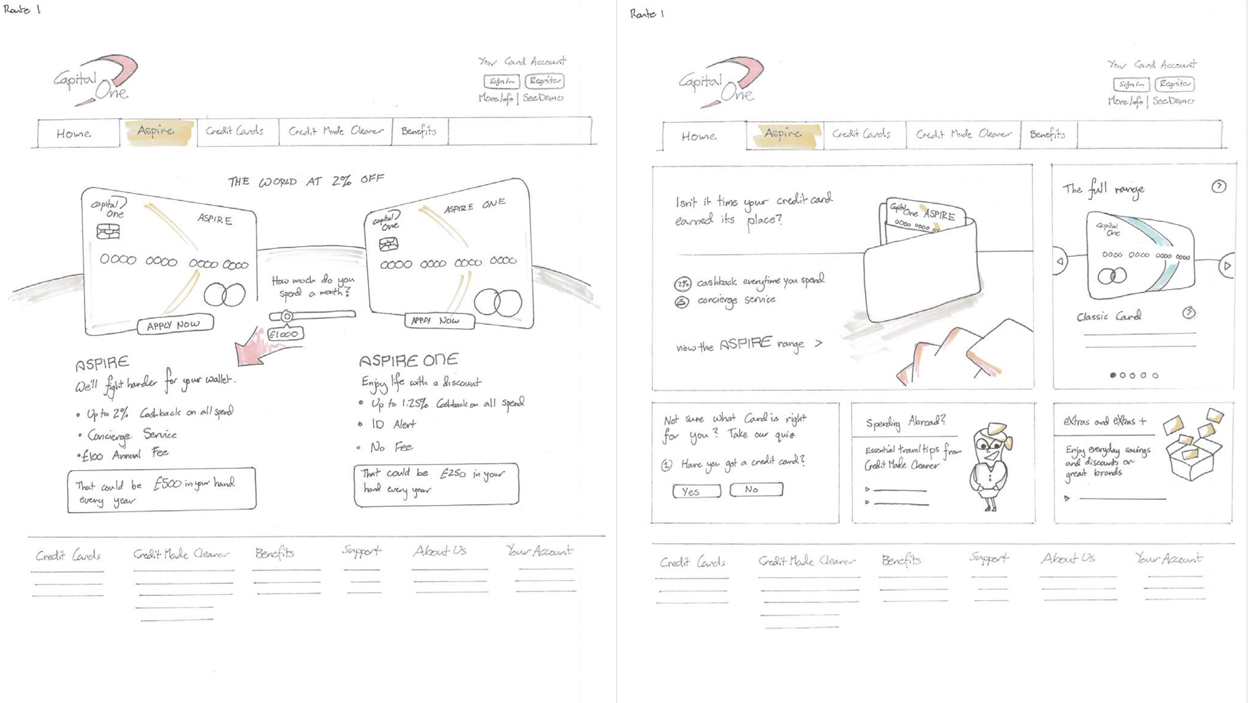 Route 1
Capital One
Your Card Account
Sign In Register
More Info | See Demo
Home Aspire Credit Cards Credit Made Clearer Benefits
THE WORLD AT 2% OFF
Capital One ASPIRE
0000 0000 0000 0000
APPLY NOW
How much do you
spend a month?
£1000
Capital One ASPIRE ONE
0000 0000 0000 0000
APPLY NOW
ASPIRE
We'll fight harder for your wallet.
• Up to 2% Cashback on all spend
• Concierge Service
• £100 Annual Fee
That could be £500 in your hand
every year
ASPIRE ONE
Enjoy life with a discount
• Up to 1.25% Cashback on all spend
• ID Alert
• No Fee
That could be £250 in your
hand every year
Credit Cards Credit Made Clearer Benefits Support About Us Your Account
Route 1
Capital One
Your Card Account
Sign In Register
More Info | See Demo
Home Aspire Credit Cards Credit Made Clearer Benefits
Isn't it time your credit card
earned its place?
Capital One ASPIRE
0000 0000 00
2% cashback everytime you spend
concierge service
view the ASPIRE range >
The full range ?
Capital One
0000 0000 0000 0000
Classic Card ?
Not sure what Card is right
for you? Take our quiz
1 Have you got a credit card?
Yes No
Spending Abroad?
Essential travel tips from
Credit Made Clearer
eXtras and eXtras +
Enjoy everyday savings
and discounts on
great brands
Credit Cards Credit Made Clearer Benefits Support About Us Your Account